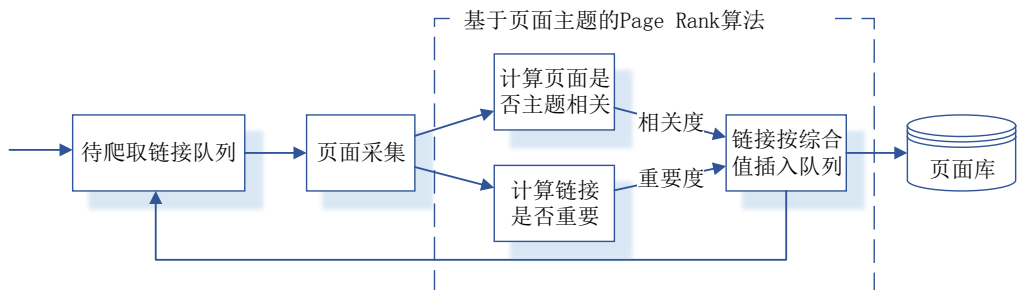 基于页面主题的Page Rank算法
待爬取链接队列
页面采集
计算页面是
否主题相关
计算链接
是否重要
相关度
重要度
链接按综合
值插入队列
页面库